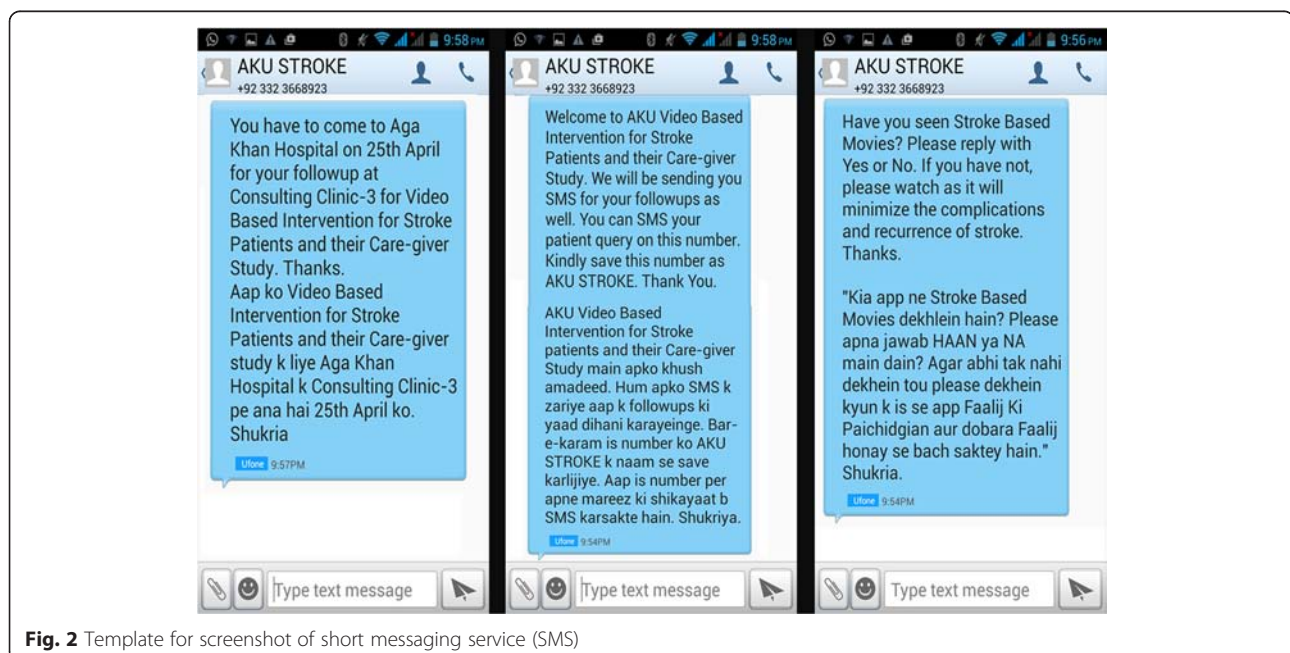 9:58 PM
AKU STROKE
+92 332 3668923
You have to come to Aga
Khan Hospital on 25th April
for your followup at
Consulting Clinic-3 for Video
Based Intervention for Stroke
Patients and their Care-giver
Study. Thanks.
Aap ko Video Based
Intervention for Stroke
Patients and their Care-giver
study k liye Aga Khan
Hospital k Consulting Clinic-3
pe ana hai 25th April ko.
Shukria
Ufone 9:57PM
Type text message
9:58 PM
AKU STROKE
+92 332 3668923
Welcome to AKU Video Based
Intervention for Stroke
Patients and their Care-giver
Study. We will be sending you
SMS for your followups as
well. You can SMS your
patient query on this number.
Kindly save this number as
AKU STROKE. Thank You.
AKU Video Based
Intervention for Stroke
patients and their Care-giver
Study main apko khush
amadeed. Hum apko SMS k
zariye aap k followups ki
yaad dihani karayeinge. Bar-
e-karam is number ko AKU
STROKE k naam se save
karlijiye. Aap is number per
apne mareez ki shikayaat b
SMS karsakte hain. Shukriya.
Ufone 9:54PM
Type text message
9:56 PM
AKU STROKE
+92 332 3668923
Have you seen Stroke Based
Movies? Please reply with
Yes or No. If you have not,
please watch as it will
minimize the complications
and recurrence of stroke.
Thanks.
"Kia app ne Stroke Based
Movies dekhlein hain? Please
apna jawab HAAN ya NA
main dain? Agar abhi tak nahi
dekhein tou please dekhein
kyun k is se app Faalij Ki
Paichidgian aur dobara Faalij
honay se bach saktey hain."
Shukria.
Ufone 9:54PM
Type text message
Fig. 2 Template for screenshot of short messaging service (SMS)